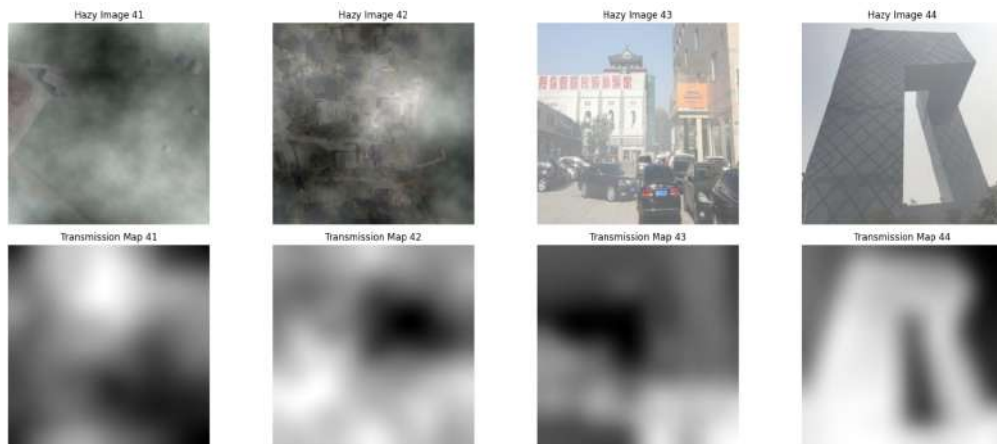 Hazy Image 41
Hazy Image 42
Hazy Image 43
Hazy Image 44
Transmission Map 41
Transmission Map 42
Transmission Map 43
Transmission Map 44